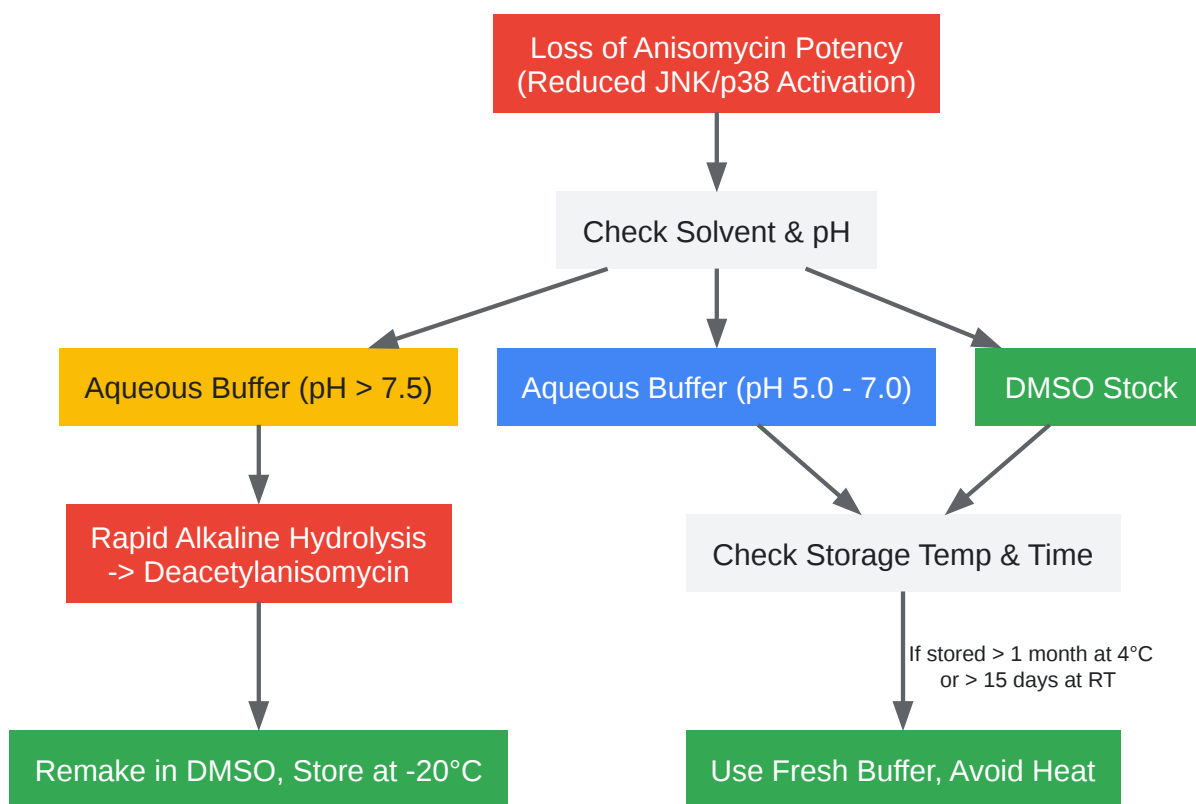 Loss of Anisomycin Potency
(Reduced JNK/p38 Activation)
Check Solvent & pH
Aqueous Buffer (pH > 7.5)
Aqueous Buffer (pH 5.0 - 7.0)
DMSO Stock
Rapid Alkaline Hydrolysis
-> Deacetylanisomycin
Check Storage Temp & Time
If stored > 1 month at 4°C
or > 15 days at RT
Remake in DMSO, Store at -20°C
Use Fresh Buffer, Avoid Heat